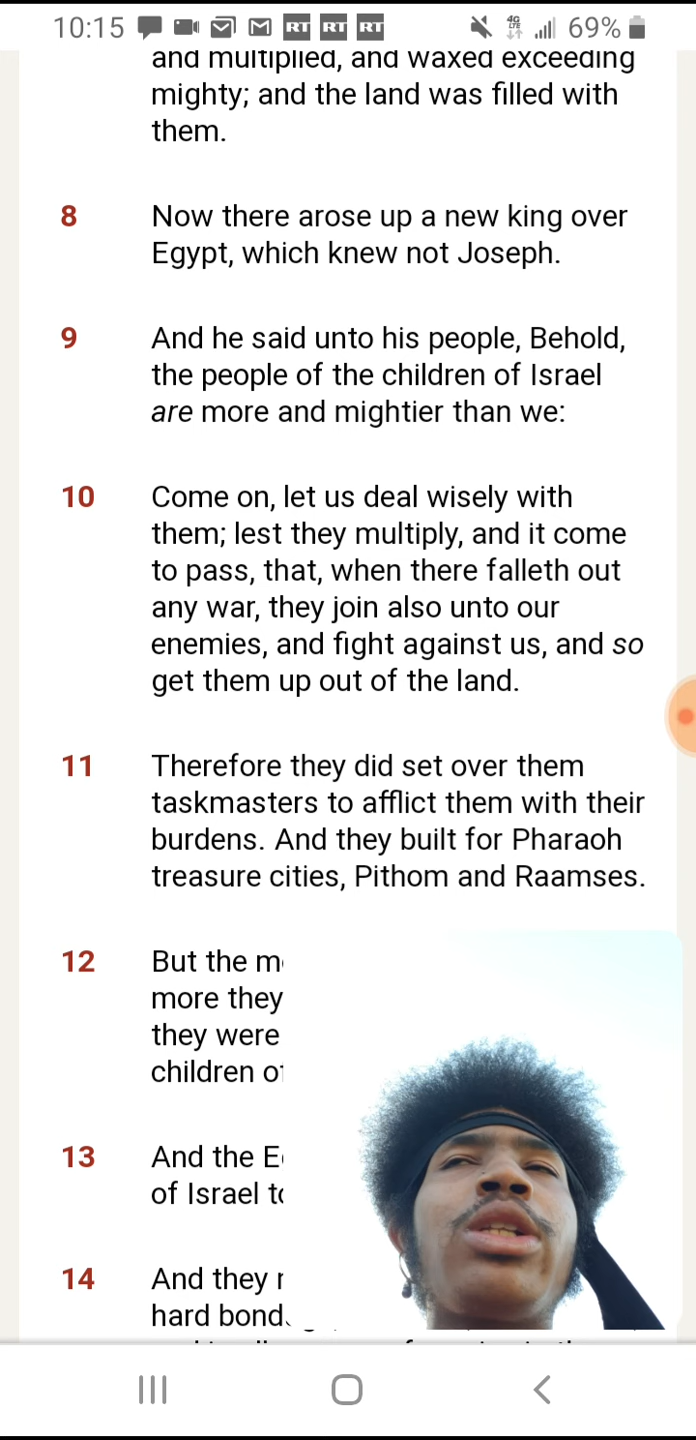 10:15 RT RT RT 4G LTE 69%
and multiplied, and waxed exceeding
mighty; and the land was filled with
them.
8 Now there arose up a new king over
Egypt, which knew not Joseph.
9 And he said unto his people, Behold,
the people of the children of Israel
are more and mightier than we:
10 Come on, let us deal wisely with
them; lest they multiply, and it come
to pass, that, when there falleth out
any war, they join also unto our
enemies, and fight against us, and so
get them up out of the land.
11 Therefore they did set over them
taskmasters to afflict them with their
burdens. And they built for Pharaoh
treasure cities, Pithom and Raamses.
12 But the
more they
they were
children
13 And the
of Israel
14 And they
hard